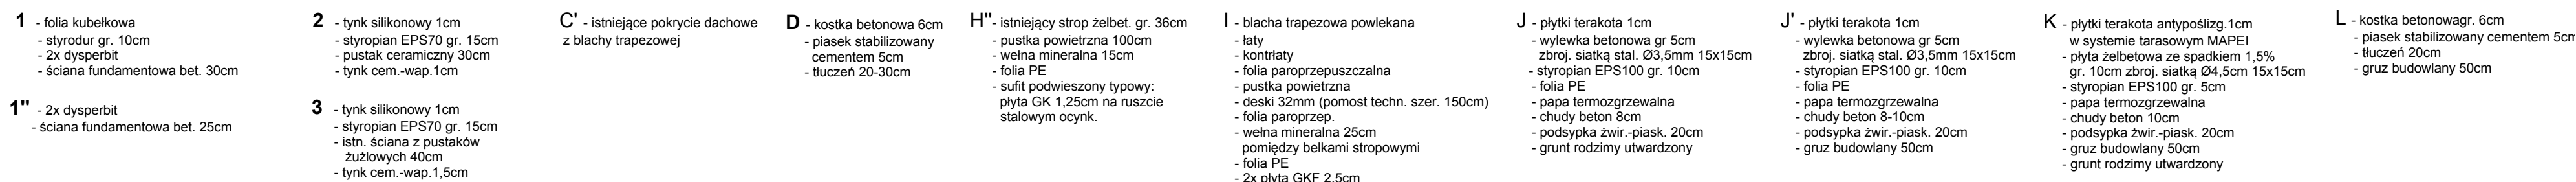 1 - folia kubełkowa
- styrodur gr. 10cm
- 2x dysperbit
- ściana fundamentowa bet. 30cm
1" - 2x dysperbit
- ściana fundamentowa bet. 25cm
2 - tynk silikonowy 1cm
- styropian EPS70 gr. 15cm
- pustak ceramiczny 30cm
- tynk cem.-wap.1cm
3 - tynk silikonowy 1cm
- styropian EPS70 gr. 15cm
- istn. ściana z pustaków
żużlowych 40cm
- tynk cem.-wap.1,5cm
C' - istniejące pokrycie dachowe
z blachy trapezowej
D - kostka betonowa 6cm
- piasek stabilizowany
cementem 5cm
- tłuczeń 20-30cm
H"- istniejący strop żelbet. gr. 36cm
- pustka powietrzna 100cm
- wełna mineralna 15cm
- folia PE
- sufit podwieszony typowy:
płyta GK 1,25cm na ruszcie
stalowym ocynk.
I - blacha trapezowa powlekana
- łaty
- kontrłaty
- folia paroprzepuszczalna
- pustka powietrzna
- deski 32mm (pomost techn. szer. 150cm)
- folia paroprzep.
- wełna mineralna 25cm
pomiędzy belkami stropowymi
- folia PE
- 2x płyta GKF 2,5cm
J - płytki terakota 1cm
- wylewka betonowa gr 5cm
zbroj. siatką stal. Ø3,5mm 15x15cm
- styropian EPS100 gr. 10cm
- folia PE
- papa termozgrzewalna
- chudy beton 8cm
- podsypka żwir.-piask. 20cm
- grunt rodzimy utwardzony
J' - płytki terakota 1cm
- wylewka betonowa gr 5cm
zbroj. siatką stal. Ø3,5mm 15x15cm
- styropian EPS100 gr. 10cm
- folia PE
- papa termozgrzewalna
- chudy beton 8-10cm
- podsypka żwir.-piask. 20cm
- gruz budowlany 50cm
K - płytki terakota antypoślizg.1cm
w systemie tarasowym MAPEI
- płyta żelbetowa ze spadkiem 1,5%
gr. 10cm zbroj. siatką Ø4,5cm 15x15cm
- styropian EPS100 gr. 5cm
- papa termozgrzewalna
- chudy beton 10cm
- podsypka żwir.-piask. 20cm
- gruz budowlany 50cm
- grunt rodzimy utwardzony
L - kostka betonowagr. 6cm
- piasek stabilizowany cementem 5cm
- tłuczeń 20cm
- gruz budowlany 50cm